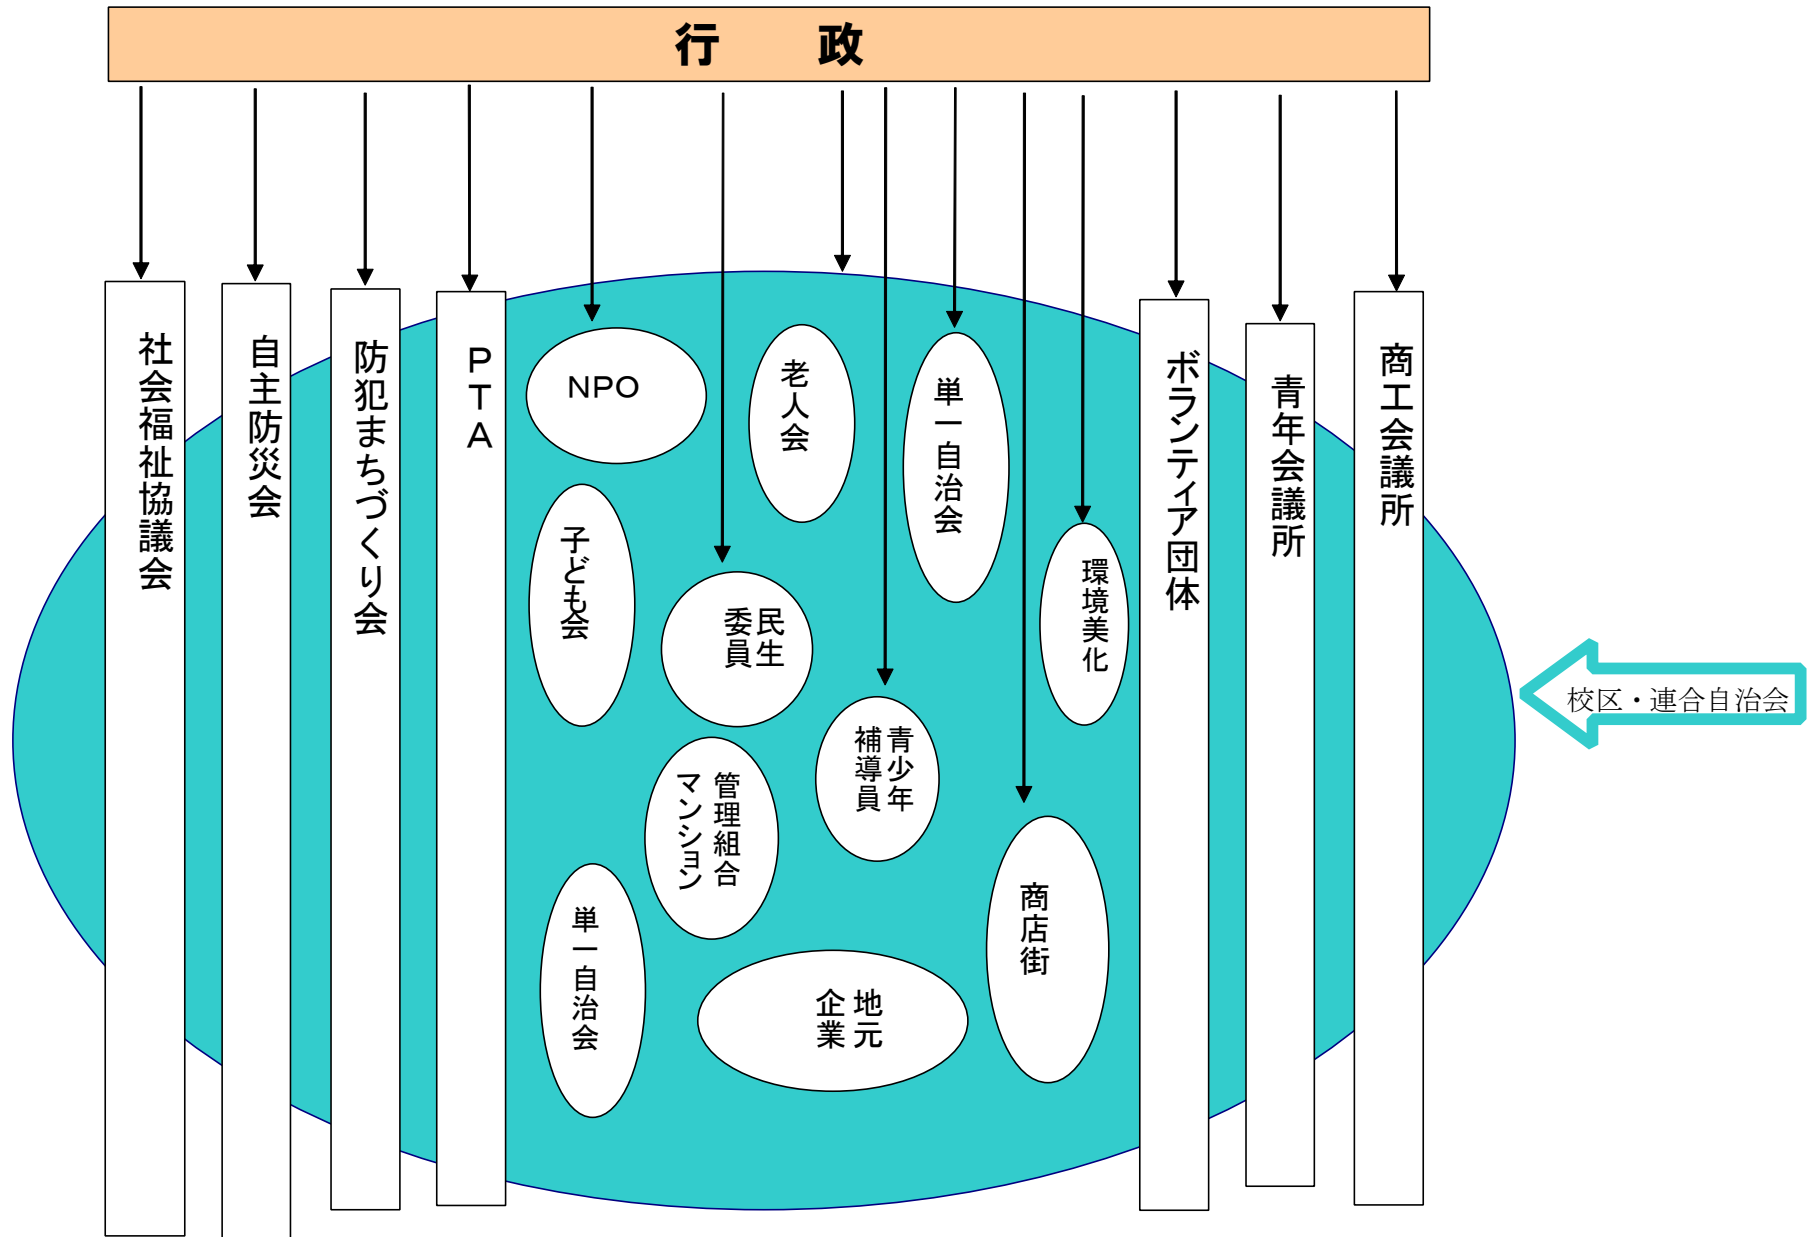 行　政
社会福祉協議会
自主防災会
防犯まちづくり会
PTA
NPO
老人会
単一自治会
子ども会
民生
委員
環境美化
青少年
補導員
管理組合
マンション
単一自治会
地元
企業
商店街
ボランティア団体
青年会議所
商工会議所
校区・連合自治会